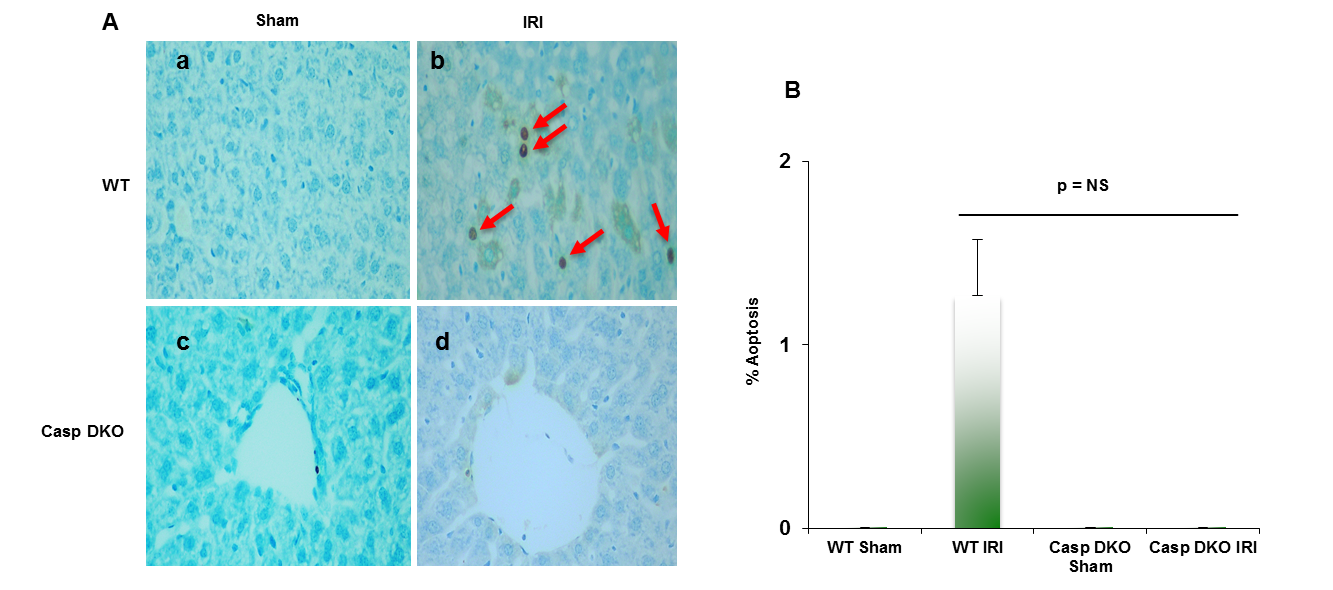 A
Sham
IRI
a
b
WT
c
d
Casp DKO
B
2
p = NS
1
% Aoptosis
0
WT Sham
WT IRI
Casp DKO
Sham
Casp DKO IRI